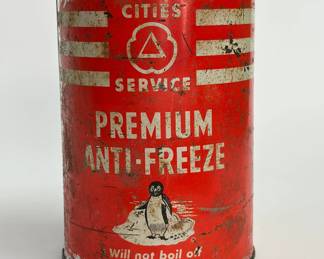 CITIES
SERVICE
PREMIUM
ANTI-FREEZE
Will not boil off